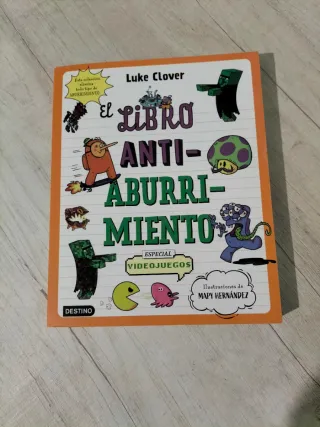 Luke Clover
El LIBRO
ANTI-
ABURRI-
MIENTO
ESPECIAL
VIDEOJUEGOS
Ilustraciones de
MAPY HERNÁNDEZ
DESTINO